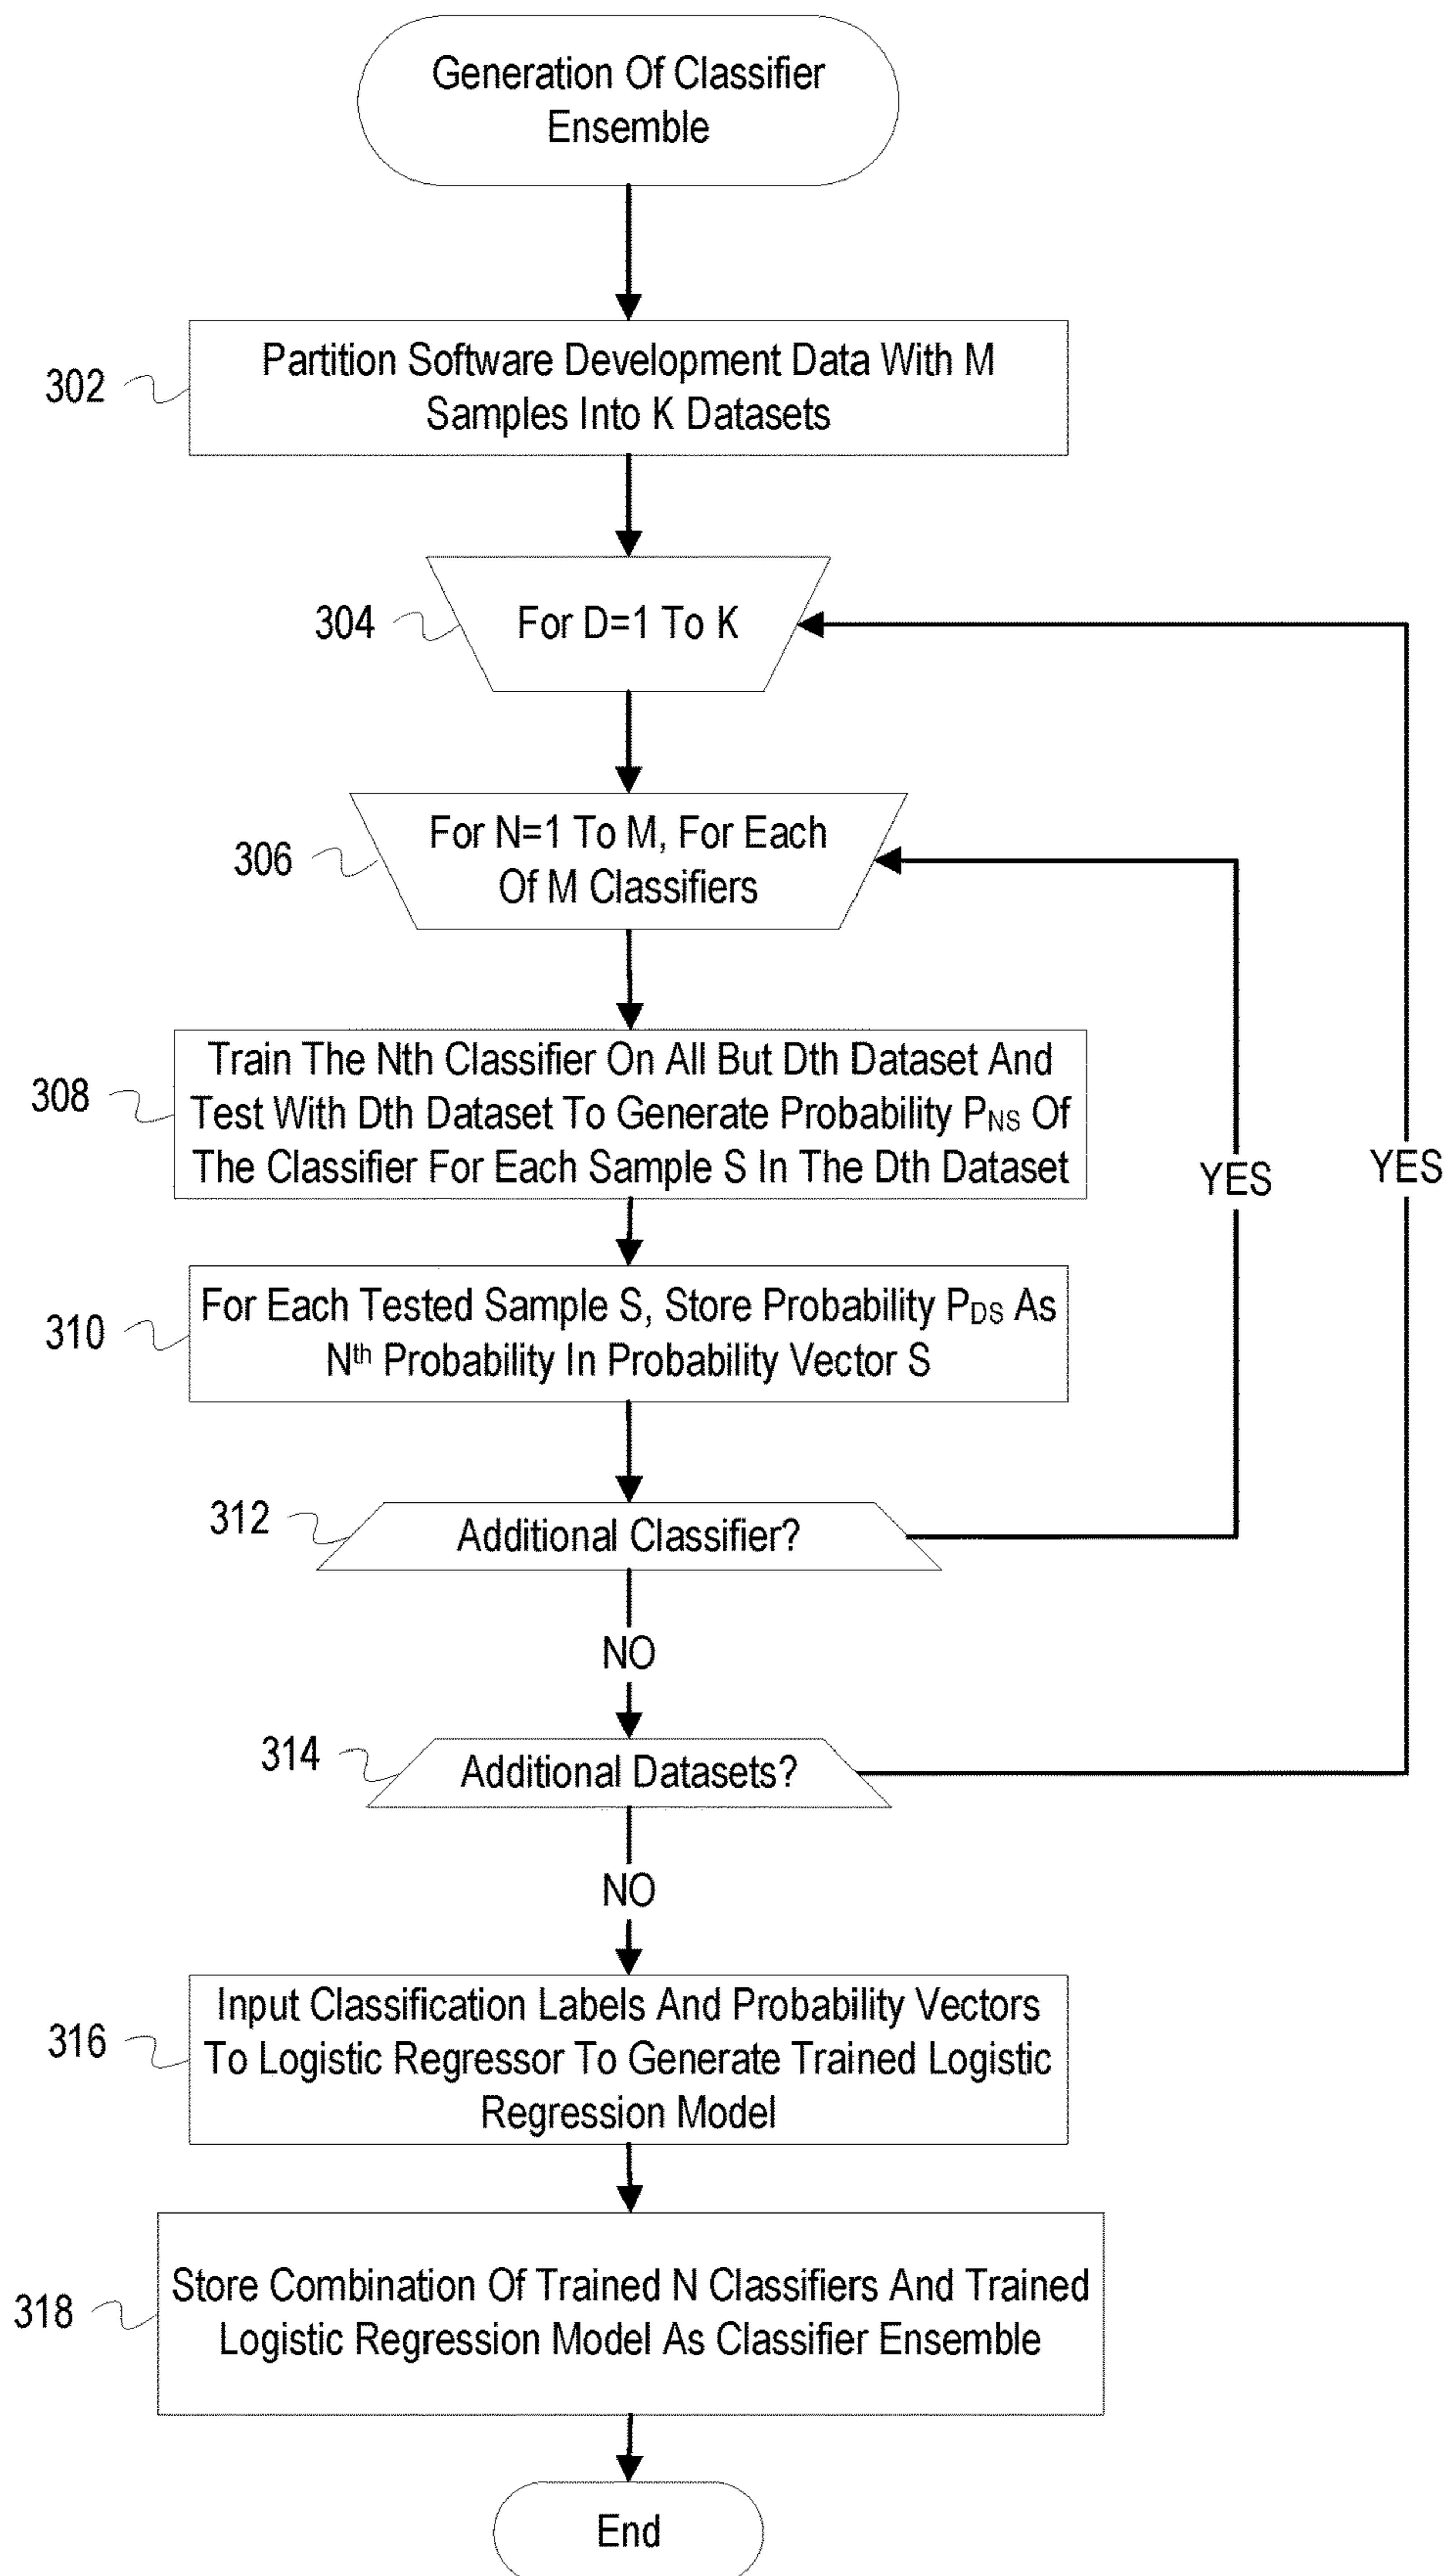 Generation Of Classifier
Ensemble
302
Partition Software Development Data With M
Samples Into K Datasets
304
For D=1 To K
306
For N=1 To M, For Each
Of M Classifiers
308
Train The Nth Classifier On All But Dth Dataset And
Test With Dth Dataset To Generate Probability PNS Of
The Classifier For Each Sample S In The Dth Dataset
YES
YES
310
For Each Tested Sample S, Store Probability PDS As
Nth Probability In Probability Vector S
312
Additional Classifier?
NO
314
Additional Datasets?
NO
316
Input Classification Labels And Probability Vectors
To Logistic Regressor To Generate Trained Logistic
Regression Model
318
Store Combination Of Trained N Classifiers And Trained
Logistic Regression Model As Classifier Ensemble
End